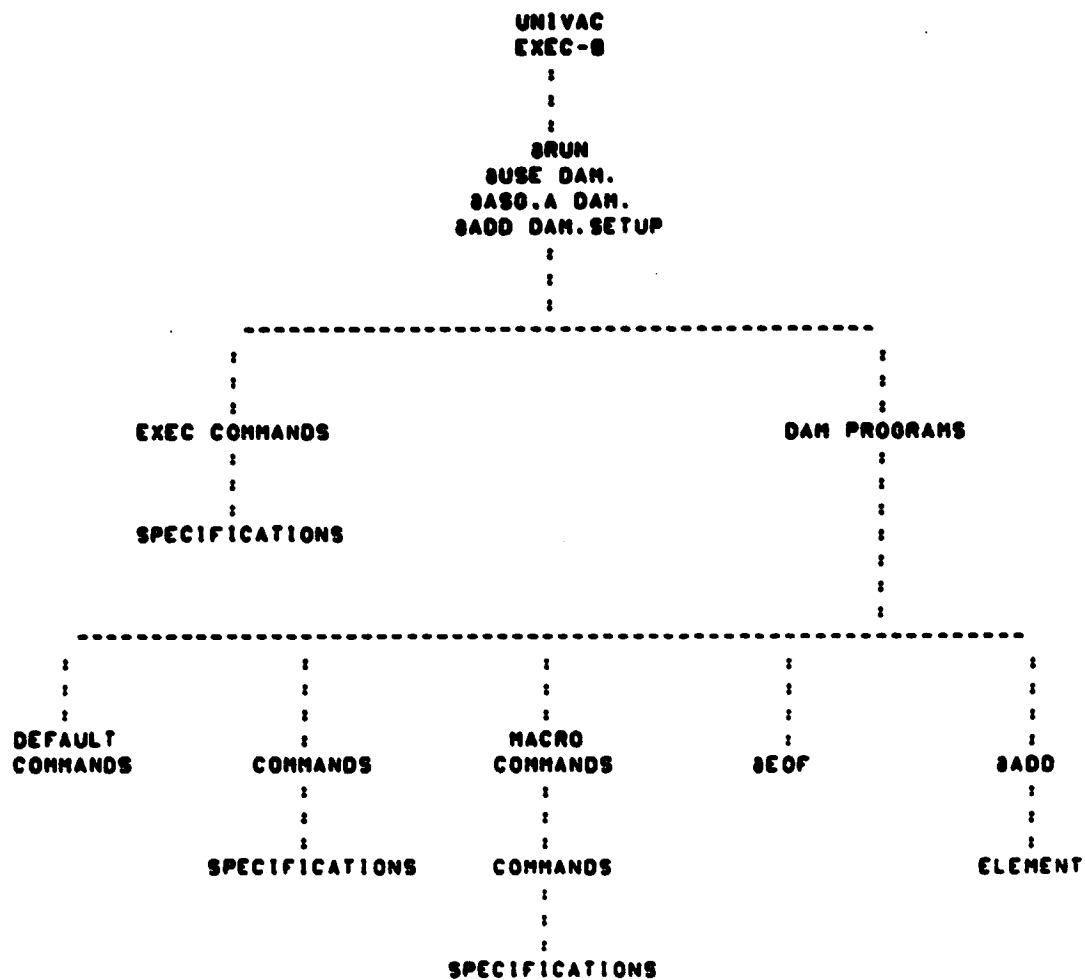 UNIVAC
EXEC-8
@RUN
@USE DAM.
@ASG,A DAM.
@ADD DAM.SETUP
EXEC COMMANDS
DAM PROGRAMS
SPECIFICATIONS
DEFAULT
COMMANDS
COMMANDS
MACRO
COMMANDS
@EOF
@ADD
SPECIFICATIONS
COMMANDS
ELEMENT
SPECIFICATIONS